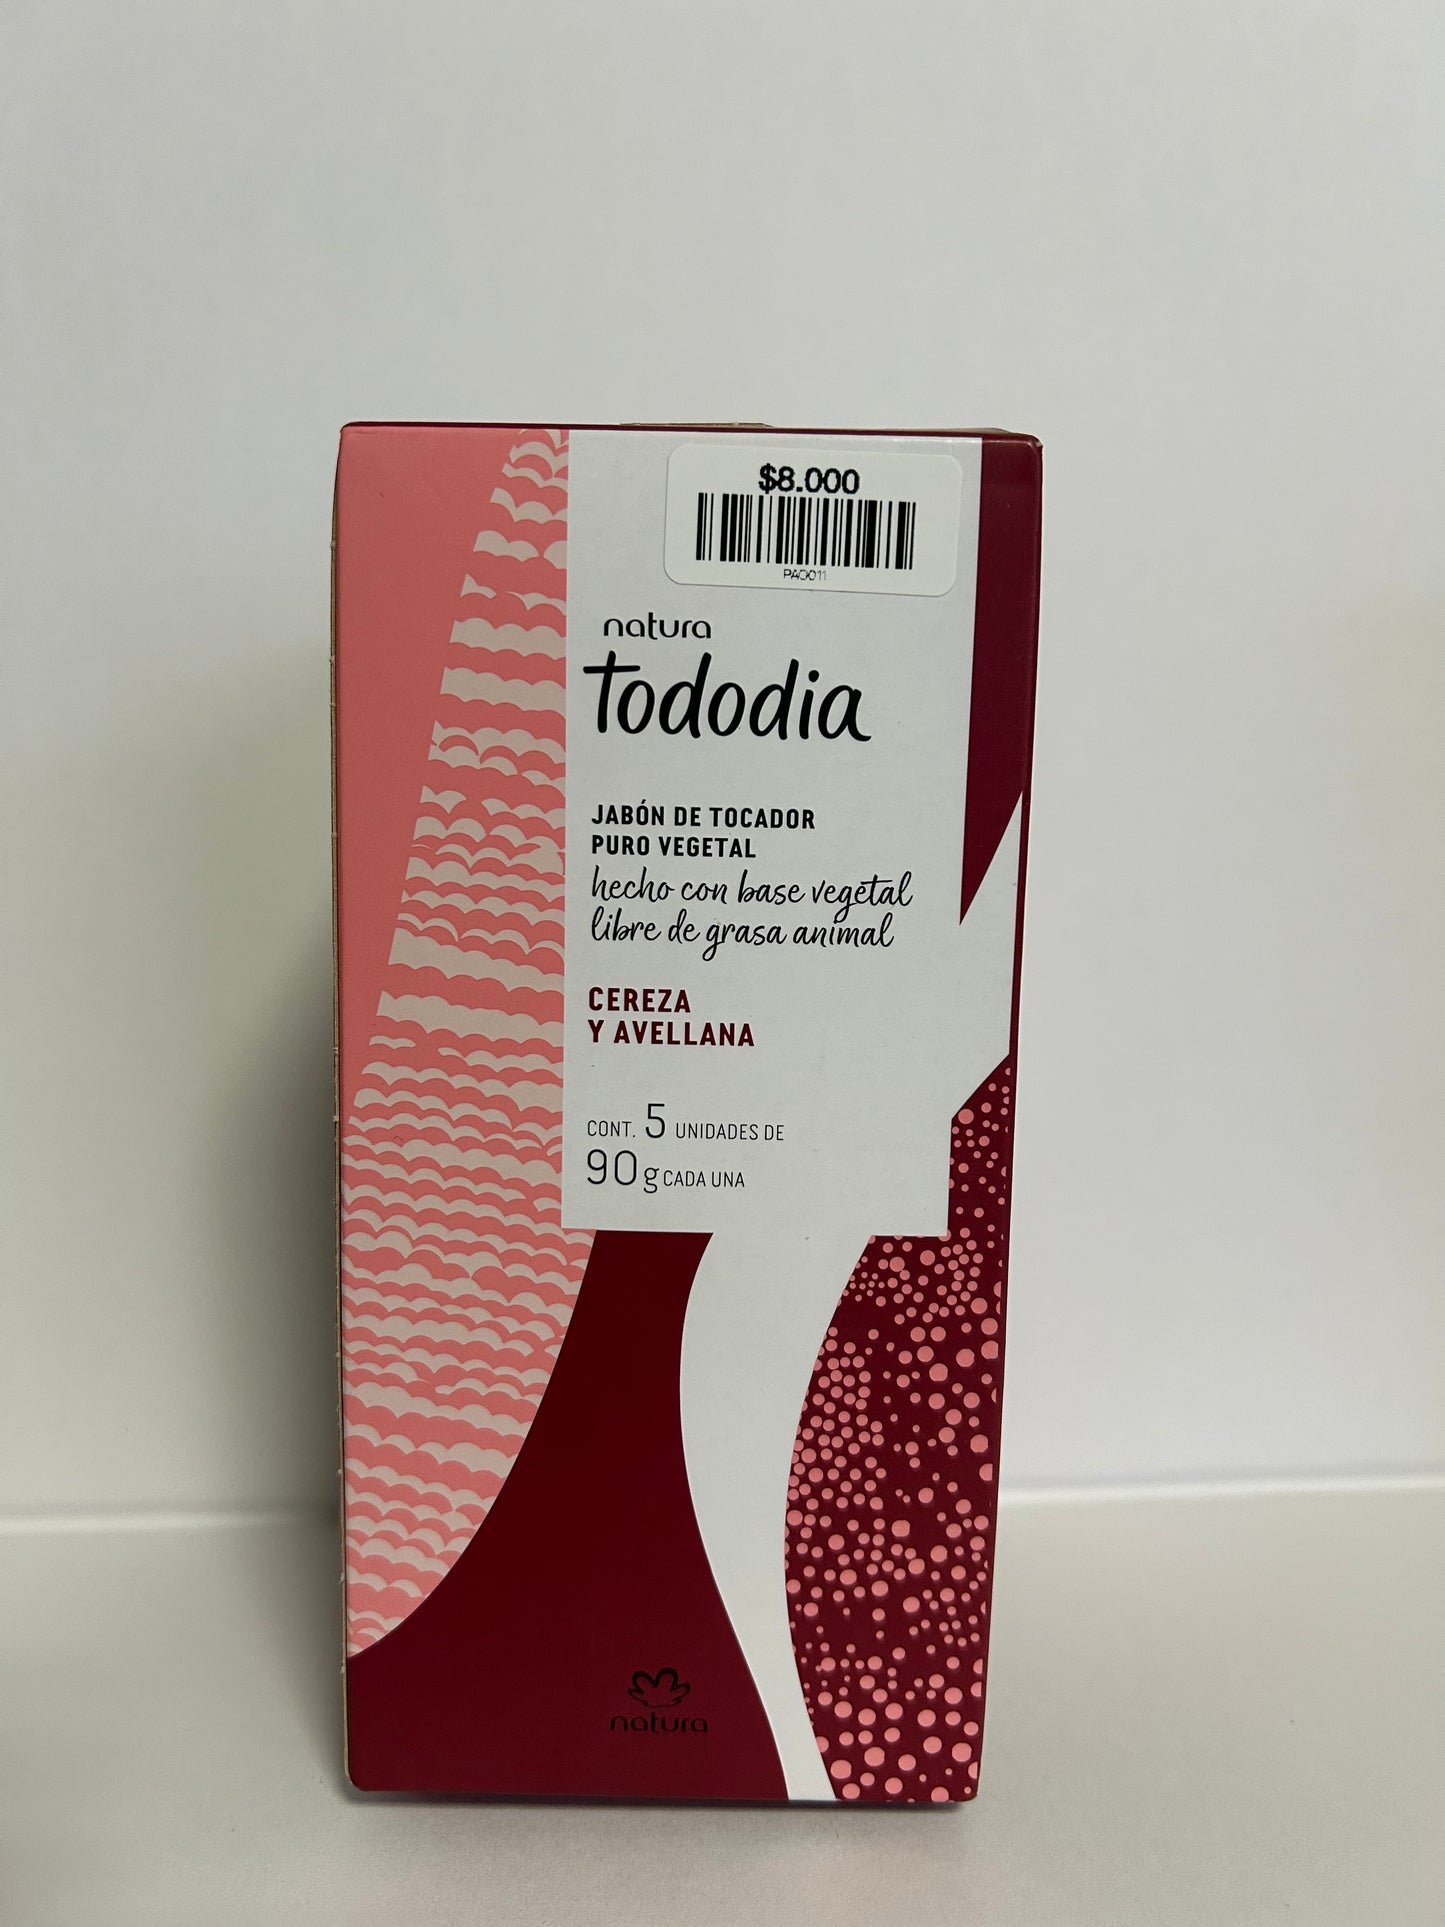 $8.000
natura
Tododia
JABÓN DE TOCADOR
PURO VEGETAL
hecho con base vegetal
libre de grasa animal
CEREZA
Y AVELLANA
CONT. 5 UNIDADES DE
90g CADA UNA
natura